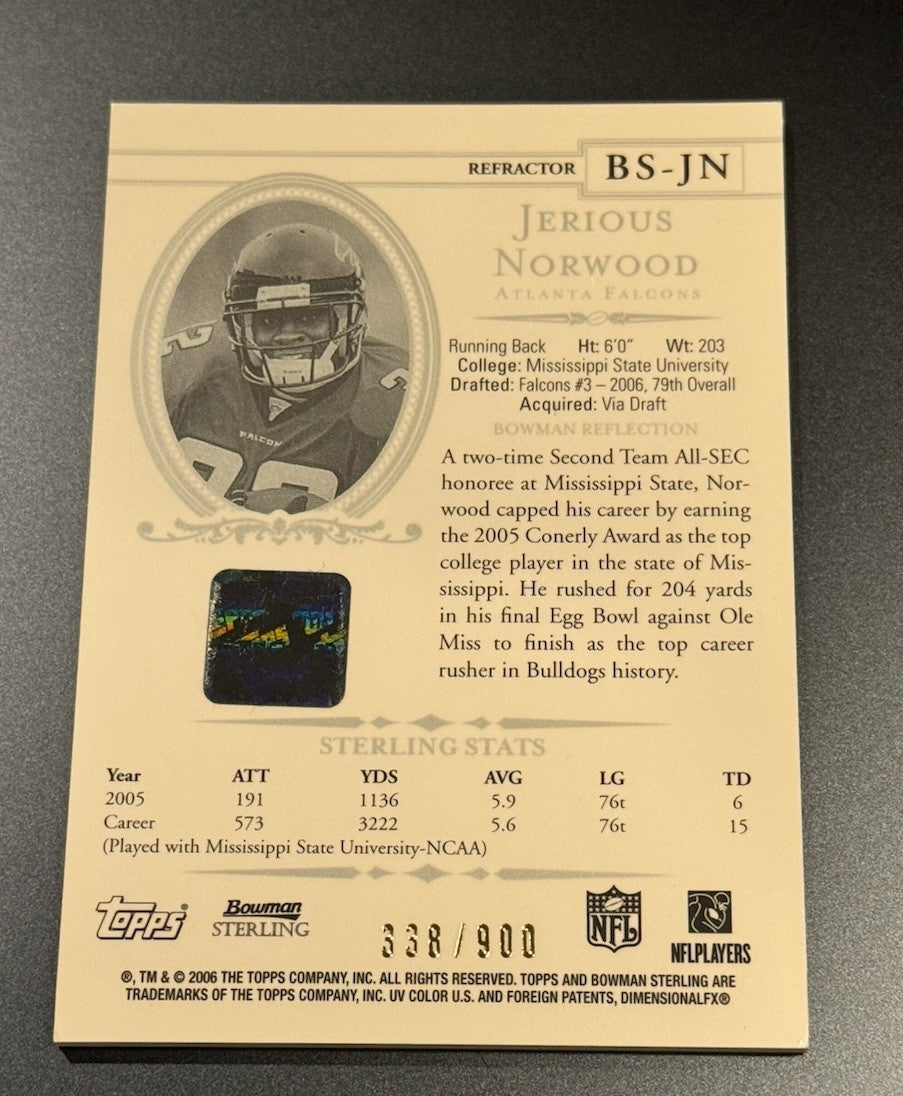 REFRACTOR BS-JN
JERIOUS
NORWOOD
ATLANTA FALCONS
Running Back Ht: 6'0" Wt: 203
College: Mississippi State University
Drafted: Falcons #3 – 2006, 79th Overall
Acquired: Via Draft
BOWMAN REFLECTION
A two-time Second Team All-SEC
honoree at Mississippi State, Nor-
wood capped his career by earning
the 2005 Conerly Award as the top
college player in the state of Mis-
sissippi. He rushed for 204 yards
in his final Egg Bowl against Ole
Miss to finish as the top career
rusher in Bulldogs history.
FALCONS
STERLING STATS
Year ATT YDS AVG LG TD
2005 191 1136 5.9 76t 6
Career 573 3222 5.6 76t 15
(Played with Mississippi State University-NCAA)
Topps® Bowman STERLING 338/900 NFL NFLPLAYERS
®, TM & © 2006 THE TOPPS COMPANY, INC. ALL RIGHTS RESERVED. TOPPS AND BOWMAN STERLING ARE
TRADEMARKS OF THE TOPPS COMPANY, INC. UV COLOR U.S. AND FOREIGN PATENTS, DIMENSIONALFX®